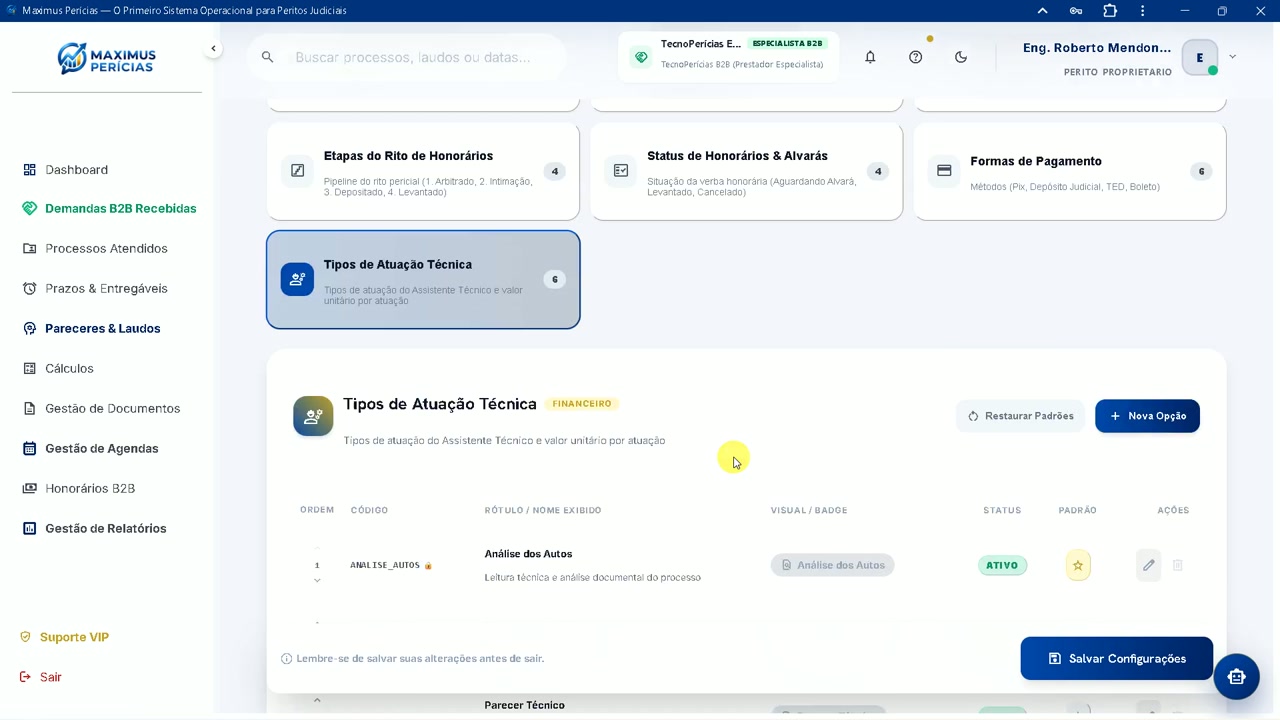 Maximus Perícias — O Primeiro Sistema Operacional para Peritos Judiciais
MAXIMUS
PERÍCIAS
Buscar processos, laudos ou datas...
TecnoPerícias E... ESPECIALISTA B2B
TecnoPerícias B2B (Prestador Especialista)
Eng. Roberto Mendon...
PERITO PROPRIETARIO
E
Dashboard
Demandas B2B Recebidas
Processos Atendidos
Prazos & Entregáveis
Pareceres & Laudos
Cálculos
Gestão de Documentos
Gestão de Agendas
Honorários B2B
Gestão de Relatórios
Suporte VIP
Sair
Etapas do Rito de Honorários
Pipeline do rito pericial (1. Arbitrado, 2. Intimação,
3. Depositado, 4. Levantado)
4
Status de Honorários & Alvarás
Situação da verba honorária (Aguardando Alvará,
Levantado, Cancelado)
4
Formas de Pagamento
Métodos (Pix, Depósito Judicial, TED, Boleto)
6
Tipos de Atuação Técnica
Tipos de atuação do Assistente Técnico e valor
unitário por atuação
6
Tipos de Atuação Técnica FINANCEIRO
Tipos de atuação do Assistente Técnico e valor unitário por atuação
Restaurar Padrões
Nova Opção
ORDEM CÓDIGO RÓTULO / NOME EXIBIDO VISUAL / BADGE STATUS PADRÃO AÇÕES
1 ANALISE_AUTOS
Análise dos Autos
Leitura técnica e análise documental do processo
Análise dos Autos
ATIVO
Lembre-se de salvar suas alterações antes de sair.
Salvar Configurações
Parecer Técnico